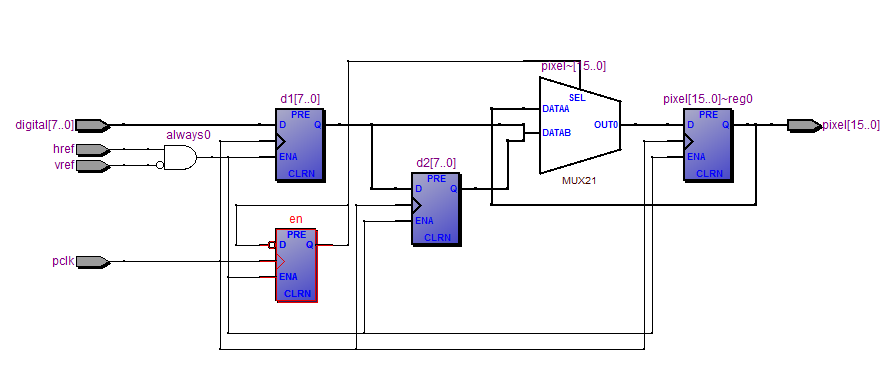 pixel~[15..0]
SEL
DATAA
DATAB
OUT0
MUX21
d1[7..0]
PRE
D
Q
ENA
CLRN
pixel[15..0]~reg0
PRE
D
Q
ENA
CLRN
pixel[15..0]
digital[7..0]
always0
href
vref
d2[7..0]
PRE
D
Q
ENA
CLRN
en
PRE
D
Q
ENA
CLRN
pclk